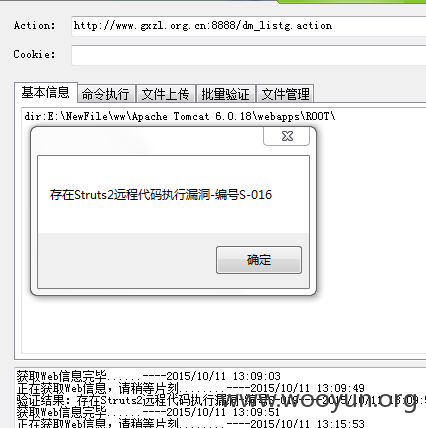 Action: http://www.gxzl.org.cn:8888/dm_listg.action
Cookie:
基本信息 命令执行 文件上传 批量验证 文件管理
dir:E:\NewFile\ww\Apache Tomcat 6.0.18\webapps\ROOT\
存在Struts2远程代码执行漏洞-编号S-016
确定
获取Web信息完毕......----2015/10/11 13:09:03
正在获取Web信息，请稍等片刻........----2015/10/11 13:09:49
验证结果：存在Struts2远程代码执行漏洞-编号S-016 ----2015/10/11 13:09:5
获取Web信息完毕......----2015/10/11 13:09:51
正在获取Web信息，请稍等片刻........----2015/10/11 13:15:53
www.wooyun.org